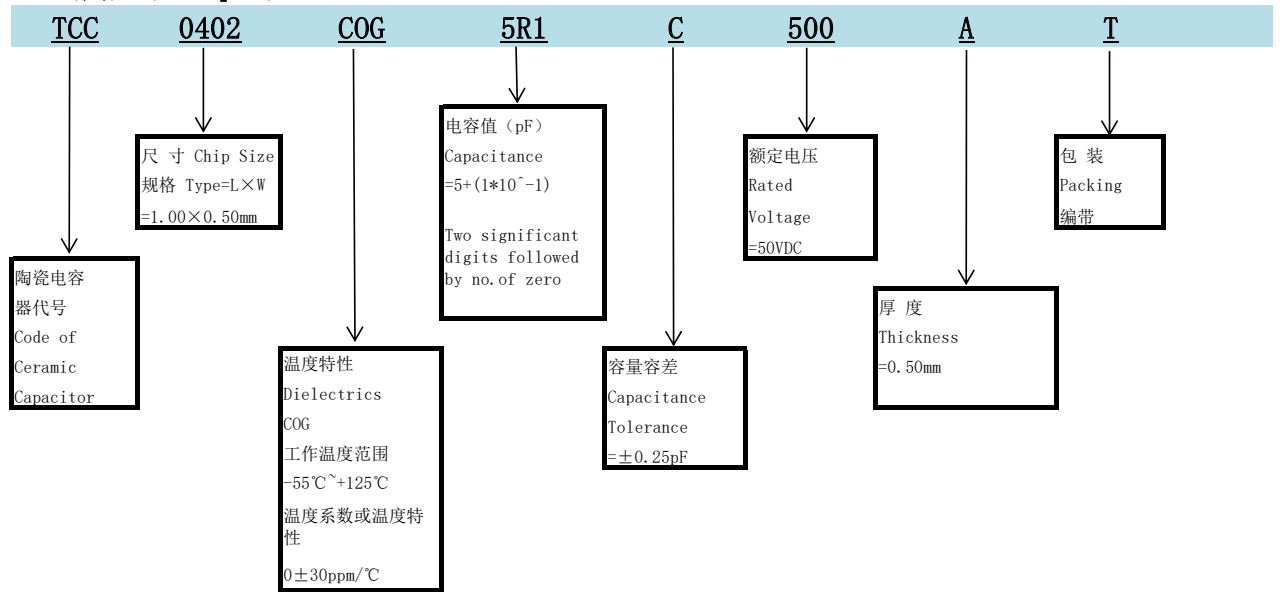 TCC 0402 COG 5R1 C 500 A T
陶瓷电容
器代号
Code of
Ceramic
Capacitor
尺 寸 Chip Size
规格 Type=L×W
=1.00×0.50mm
温度特性
Dielectrics
COG
工作温度范围
-55℃~+125℃
温度系数或温度特
性
0±30ppm/℃
电容值（pF）
Capacitance
=5+(1*10^-1)
Two significant
digits followed
by no.of zero
容量容差
Capacitance
Tolerance
=±0.25pF
额定电压
Rated
Voltage
=50VDC
厚 度
Thickness
=0.50mm
包 装
Packing
编带